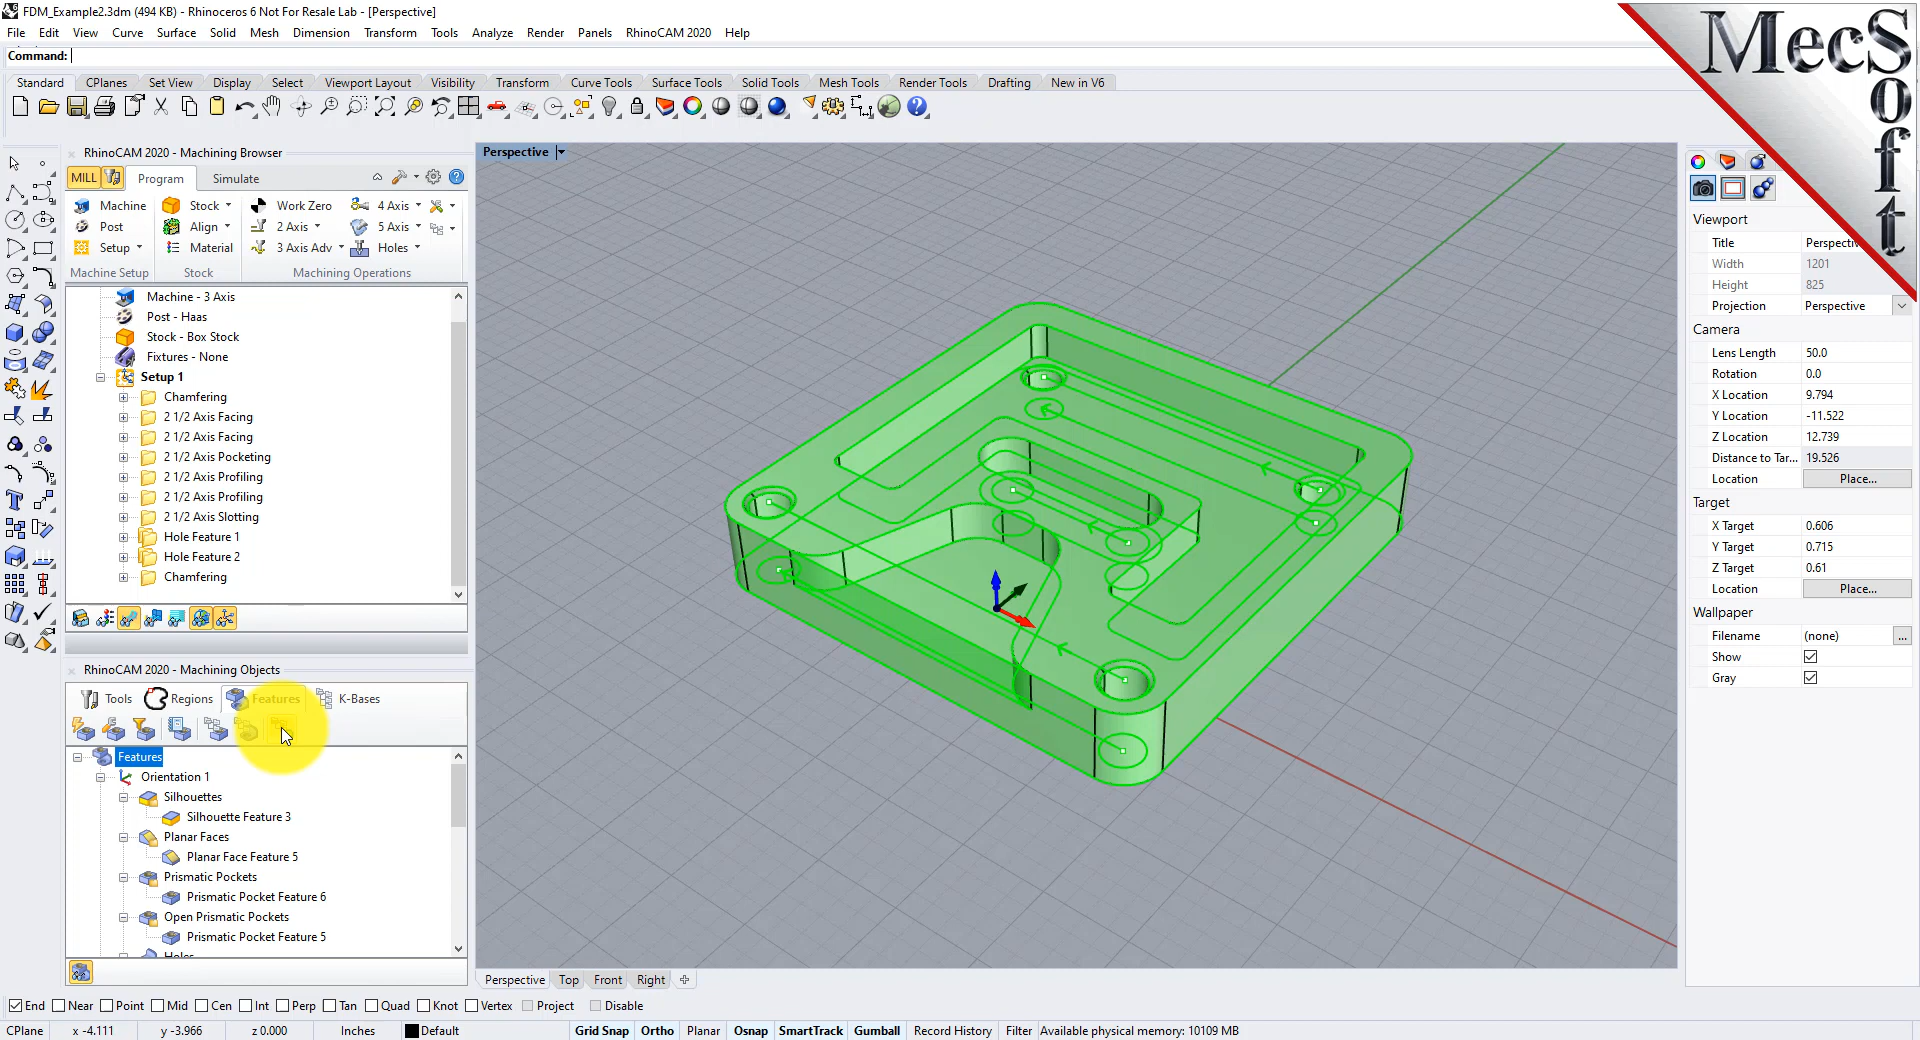 FDM_Example2.3dm (494 KB) - Rhinoceros 6 Not For Resale Lab - [Perspective]
File Edit View Curve Surface Solid Mesh Dimension Transform Tools Analyze Render Panels RhinoCAM 2020 Help
Command:
Standard CPlanes Set View Display Select Viewport Layout Visibility Transform Curve Tools Surface Tools Solid Tools Mesh Tools Render Tools Drafting New in V6
MecSoft
RhinoCAM 2020 - Machining Browser
MILL Program Simulate
Machine Stock Work Zero 4 Axis
Post Align 2 Axis 5 Axis
Setup Material 3 Axis Adv Holes
Machine Setup Stock Machining Operations
Machine - 3 Axis
Post - Haas
Stock - Box Stock
Fixtures - None
Setup 1
Chamfering
2 1/2 Axis Facing
2 1/2 Axis Facing
2 1/2 Axis Pocketing
2 1/2 Axis Profiling
2 1/2 Axis Profiling
2 1/2 Axis Slotting
Hole Feature 1
Hole Feature 2
Chamfering
RhinoCAM 2020 - Machining Objects
Tools Regions Features K-Bases
Features
Orientation 1
Silhouettes
Silhouette Feature 3
Planar Faces
Planar Face Feature 5
Prismatic Pockets
Prismatic Pocket Feature 6
Open Prismatic Pockets
Prismatic Pocket Feature 5
Holes
Perspective
Viewport
Title Perspective
Width 1201
Height 825
Projection Perspective
Camera
Lens Length 50.0
Rotation 0.0
X Location 9.794
Y Location -11.522
Z Location 12.739
Distance to Tar... 19.526
Location Place...
Target
X Target 0.606
Y Target 0.715
Z Target 0.61
Location Place...
Wallpaper
Filename (none) ...
Show
Gray
Perspective Top Front Right
End Near Point Mid Cen Int Perp Tan Quad Knot Vertex Project Disable
CPlane x -4.111 y -3.966 z 0.000 Inches Default Grid Snap Ortho Planar Osnap SmartTrack Gumball Record History Filter Available physical memory: 10109 MB